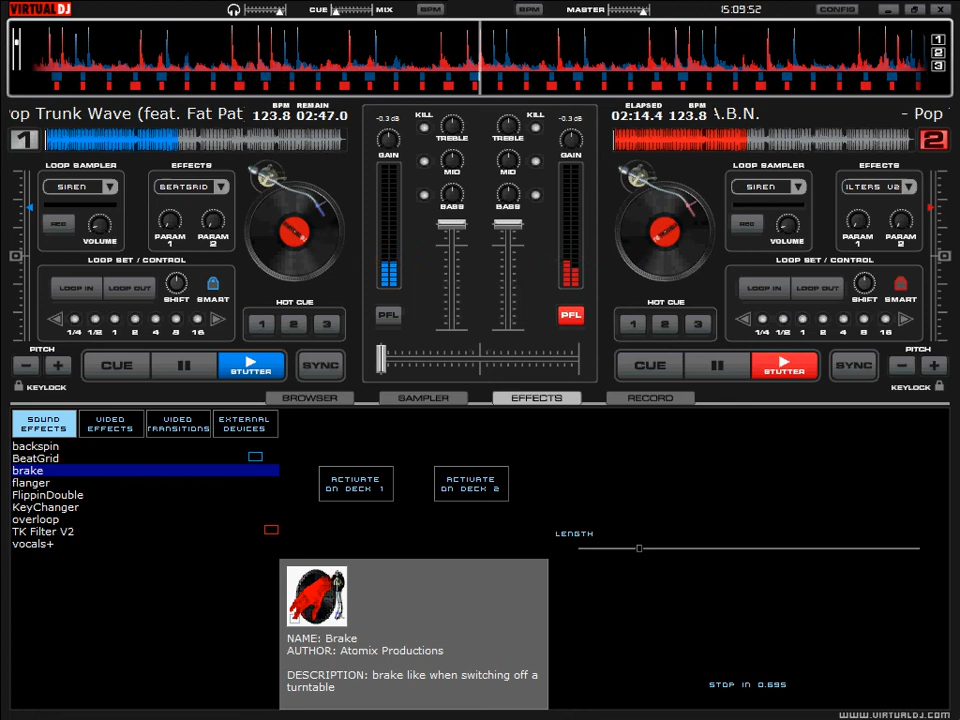 VIRTUALDJ
CUE
MIX
BPM
BPM
MASTER
15:09:52
CONFIG
1
2
3
op Trunk Wave (feat. Fat Pat
BPM
REMAIN
123.8 02:47.0
ELAPSED
BPM
02:14.4 123.8
A.B.N.
- Pop
1
2
-0.3 dB
GAIN
KILL
TREBLE
MID
BASS
KILL
TREBLE
MID
BASS
-0.3 dB
GAIN
LOOP SAMPLER
EFFECTS
SIREN
BEATGRID
REC
VOLUME
PARAM 1
PARAM 2
LOOP SET / CONTROL
LOOP IN
LOOP OUT
SHIFT
SMART
1/4 1/2 1 2 4 8 16
HOT CUE
1 2 3
PFL
PFL
LOOP SAMPLER
EFFECTS
SIREN
ILTERS V2
REC
VOLUME
PARAM 1
PARAM 2
LOOP SET / CONTROL
LOOP IN
LOOP OUT
SHIFT
SMART
1/4 1/2 1 2 4 8 16
HOT CUE
1 2 3
PITCH
- +
KEYLOCK
CUE
STUTTER
SYNC
CUE
STUTTER
SYNC
PITCH
- +
KEYLOCK
BROWSER
SAMPLER
EFFECTS
RECORD
SOUND EFFECTS
VIDEO EFFECTS
VIDEO TRANSITIONS
EXTERNAL DEVICES
backspin
BeatGrid
brake
flanger
FlippinDouble
KeyChanger
overloop
TK Filter V2
vocals+
ACTIVATE
ON DECK 1
ACTIVATE
ON DECK 2
LENGTH
NAME: Brake
AUTHOR: Atomix Productions
DESCRIPTION: brake like when switching off a
turntable
STOP IN 0.69S
WWW.VIRTUALDJ.COM